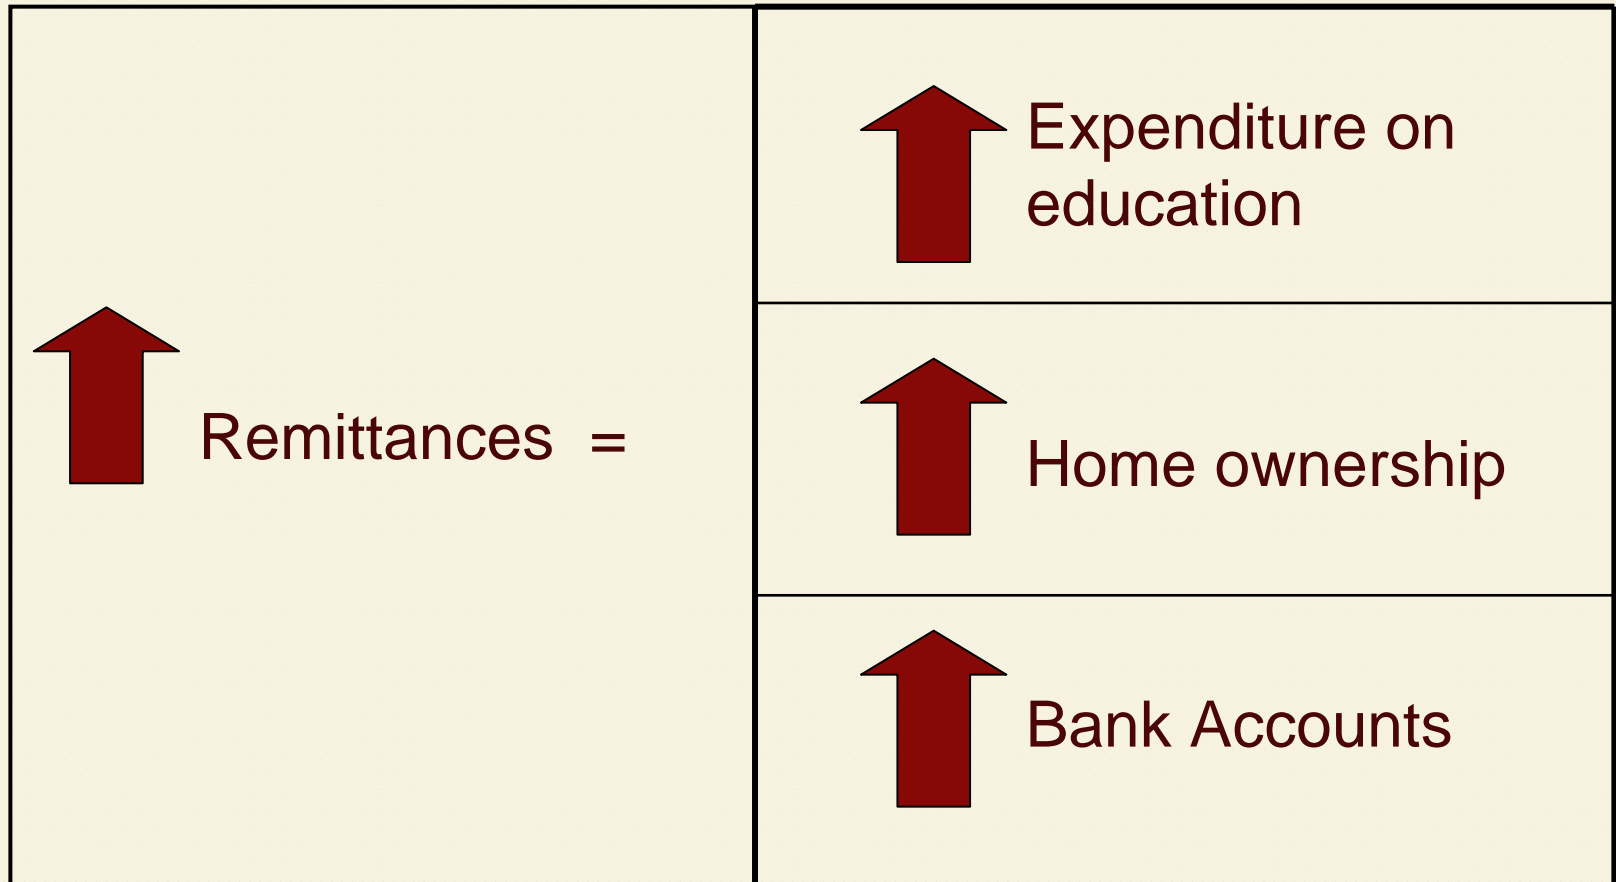 Remittances =
Expenditure on
education
Home ownership
Bank Accounts